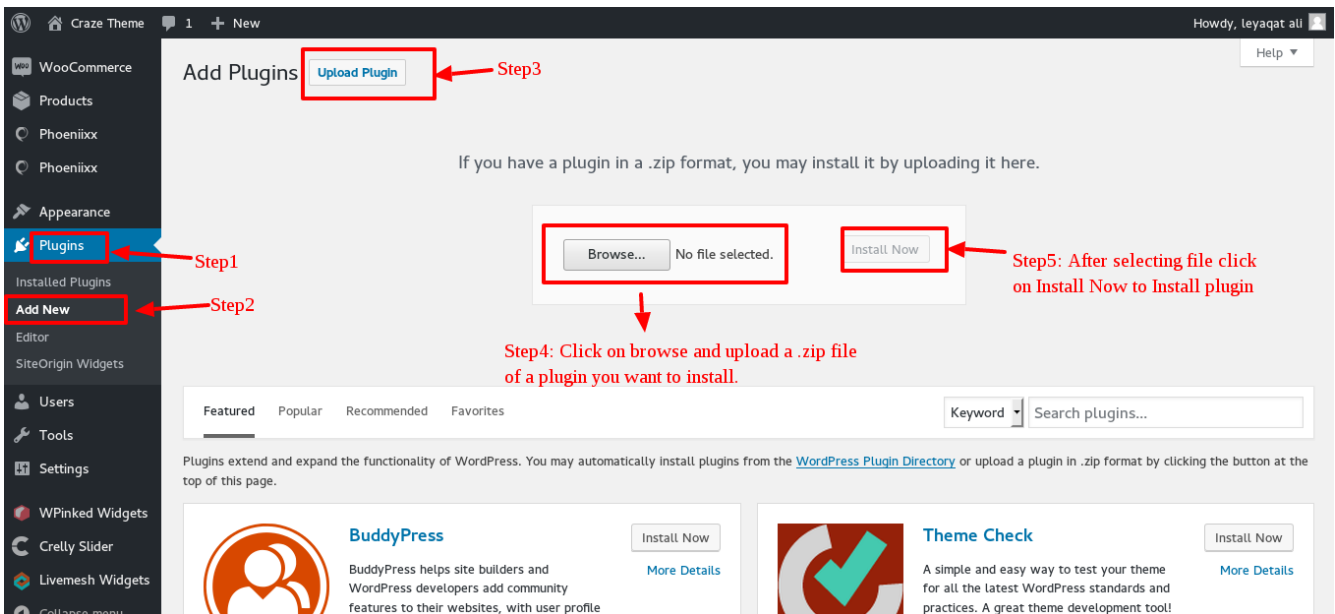 Craze Theme 1 + New Howdy, leyaqat ali
Help ▼
WooCommerce
Products
Phoeniixx
Phoeniixx
Appearance
Plugins
Installed Plugins
Add New
Editor
SiteOrigin Widgets
Users
Tools
Settings
WPinked Widgets
Crelly Slider
Livemesh Widgets
Collapse menu
Add Plugins Upload Plugin
Step3
Step1
Step2
If you have a plugin in a .zip format, you may install it by uploading it here.
Browse... No file selected. Install Now
Step5: After selecting file click
on Install Now to Install plugin
Step4: Click on browse and upload a .zip file
of a plugin you want to install.
Featured Popular Recommended Favorites Keyword Search plugins...
Plugins extend and expand the functionality of WordPress. You may automatically install plugins from the WordPress Plugin Directory or upload a plugin in .zip format by clicking the button at the
top of this page.
BuddyPress
Install Now
More Details
BuddyPress helps site builders and
WordPress developers add community
features to their websites, with user profile
Theme Check
Install Now
More Details
A simple and easy way to test your theme
for all the latest WordPress standards and
practices. A great theme development tool!